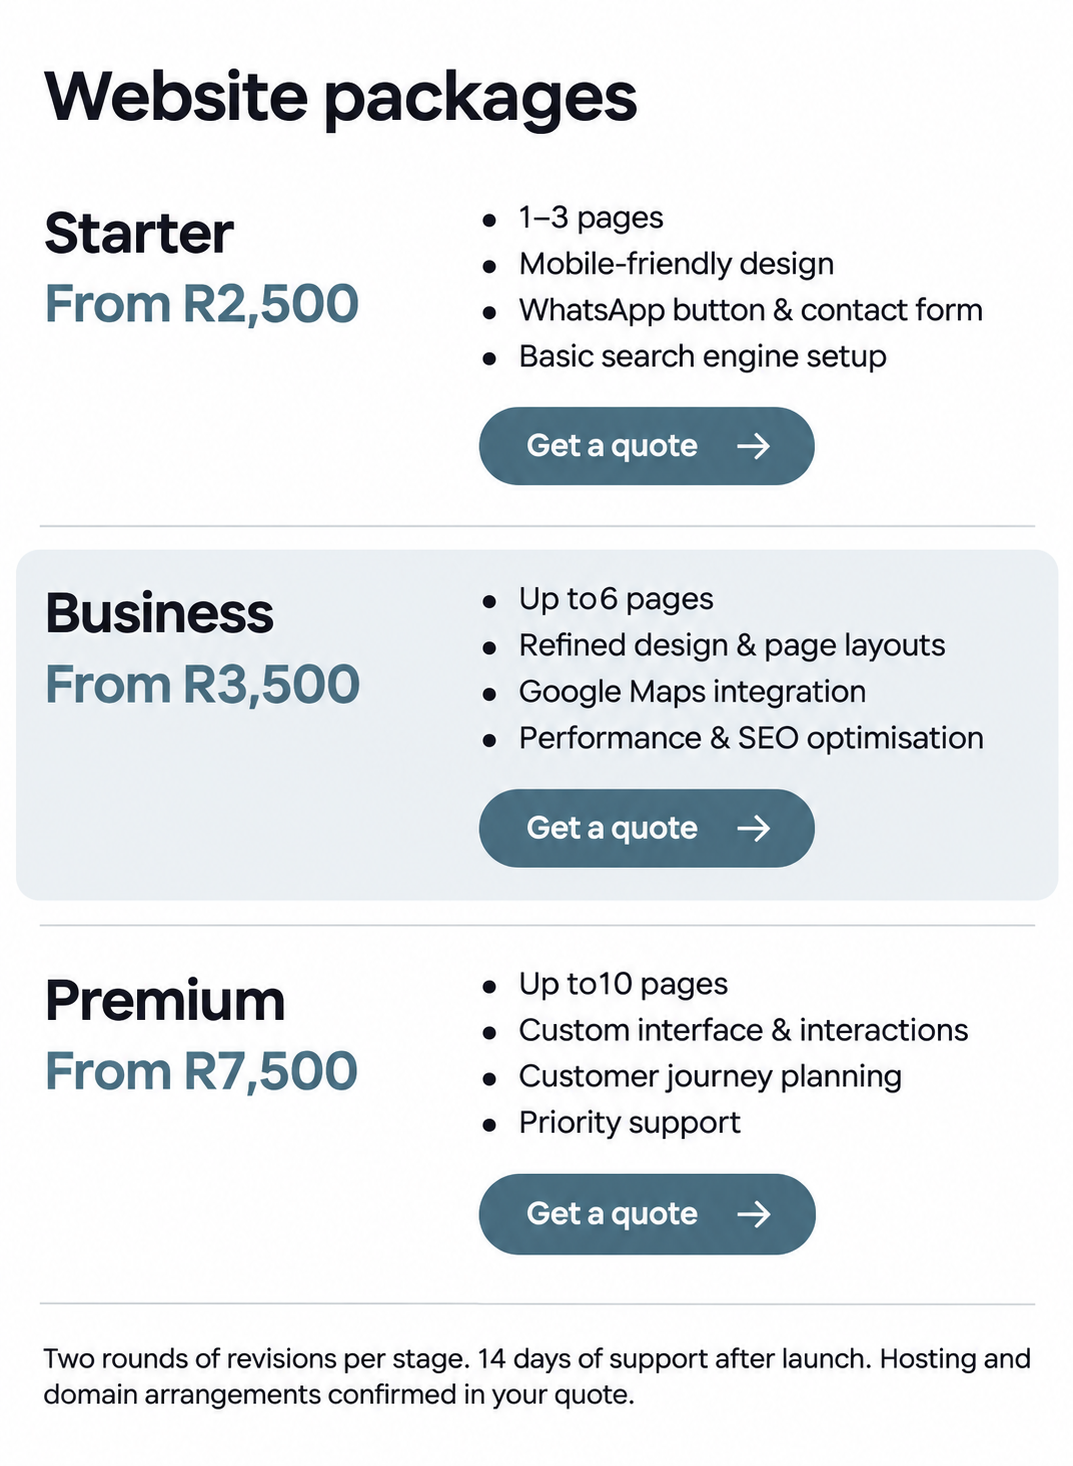 Website packages
Starter
From R2,500
1–3 pages
Mobile-friendly design
WhatsApp button & contact form
Basic search engine setup
Get a quote →
Business
From R3,500
Up to6 pages
Refined design & page layouts
Google Maps integration
Performance & SEO optimisation
Get a quote →
Premium
From R7,500
Up to10 pages
Custom interface & interactions
Customer journey planning
Priority support
Get a quote →
Two rounds of revisions per stage. 14 days of support after launch. Hosting and
domain arrangements confirmed in your quote.